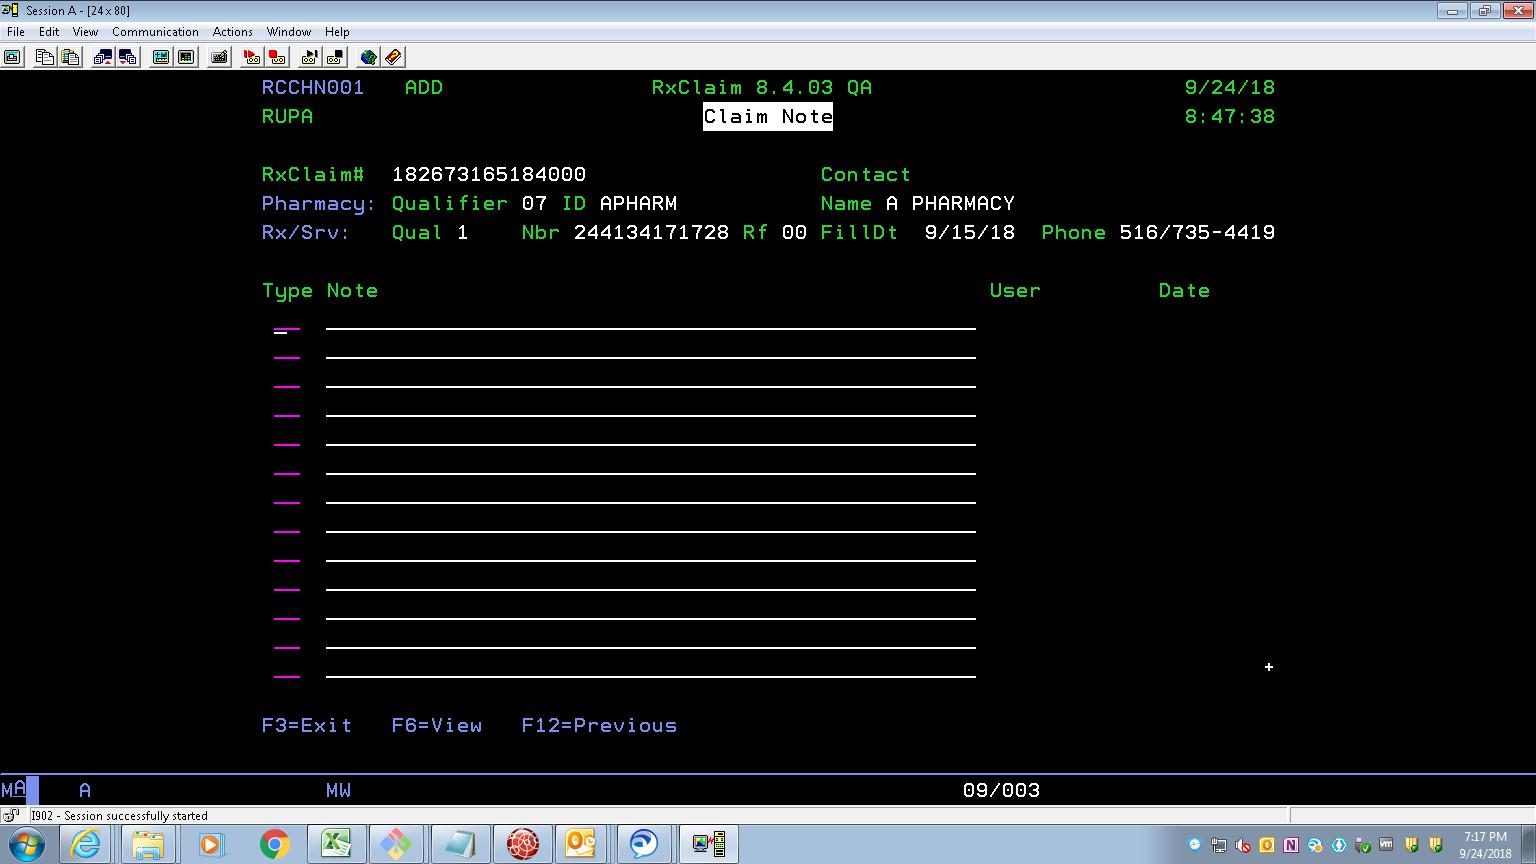 Session A - [24 x 80]
File Edit View Communication Actions Window Help
RCCHN001 ADD RxClaim 8.4.03 QA 9/24/18
RUPA Claim Note 8:47:38
RxClaim# 182673165184000 Contact
Pharmacy: Qualifier 07 ID APHARM Name A PHARMACY
Rx/Srv: Qual 1 Nbr 244134171728 Rf 00 FillDt 9/15/18 Phone 516/735-4419
Type Note User Date
F3=Exit F6=View F12=Previous
MA A MW 09/003
I902 - Session successfully started
7:17 PM
9/24/2018